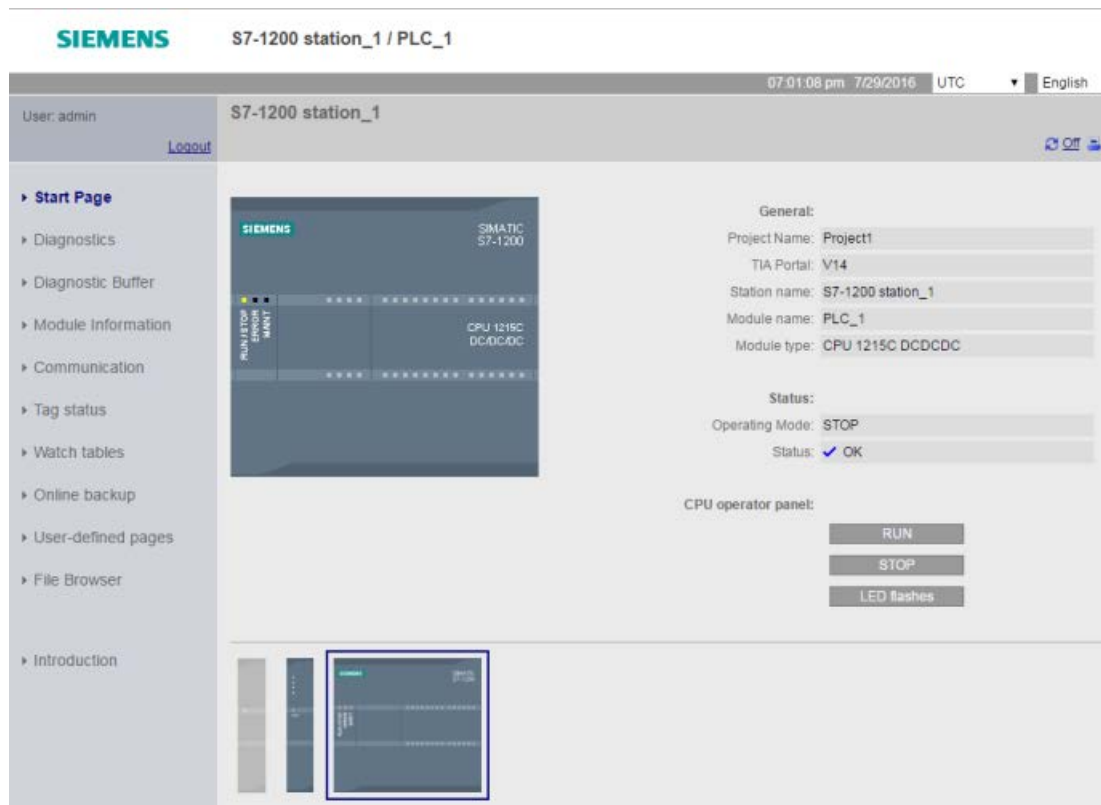 SIEMENS
S7-1200 station_1 / PLC_1
07:01:08 pm 7/29/2016 UTC English
User: admin
Logout
S7-1200 station_1
Off
Start Page
Diagnostics
Diagnostic Buffer
Module Information
Communication
Tag status
Watch tables
Online backup
User-defined pages
File Browser
Introduction
SIEMENS
SIMATIC
S7-1200
RUN / STOP
ERROR
MAINT
CPU 1215C
DC/DC/DC
General:
Project Name: Project1
TIA Portal: V14
Station name: S7-1200 station_1
Module name: PLC_1
Module type: CPU 1215C DCDCDC
Status:
Operating Mode: STOP
Status: OK
CPU operator panel:
RUN
STOP
LED flashes